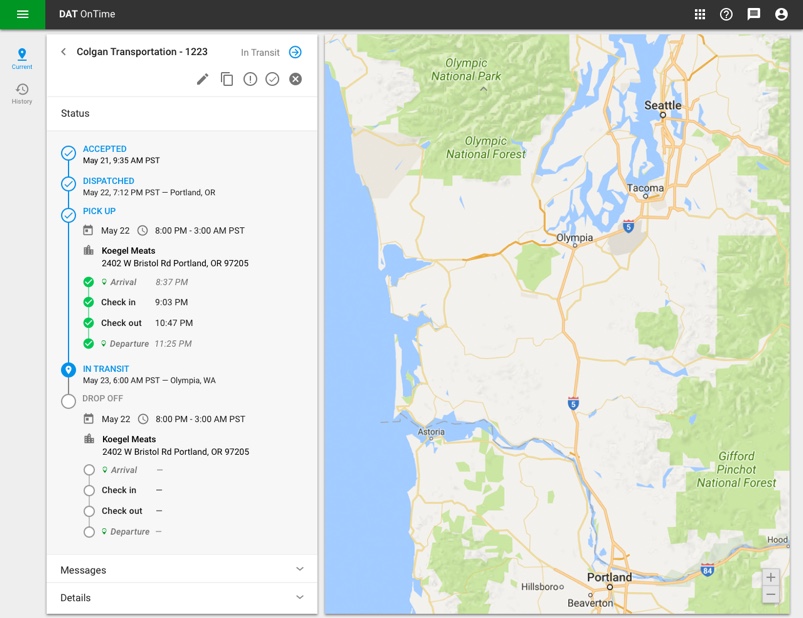 DAT OnTime
Current
History
Colgan Transportation - 1223
In Transit
Status
ACCEPTED
May 21, 9:35 AM PST
DISPATCHED
May 22, 7:12 PM PST — Portland, OR
PICK UP
May 22 8:00 PM - 3:00 AM PST
Koegel Meats
2402 W Bristol Rd Portland, OR 97205
Arrival 8:37 PM
Check in 9:03 PM
Check out 10:47 PM
Departure 11:25 PM
IN TRANSIT
May 23, 6:00 AM PST — Olympia, WA
DROP OFF
May 22 8:00 PM - 3:00 AM PST
Koegel Meats
2402 W Bristol Rd Portland, OR 97205
Arrival —
Check in —
Check out —
Departure —
Messages
Details
Olympic
National Park
Seattle
Olympic
National Forest
Tacoma
5
Olympia
5
Astoria
Gifford
Pinchot
National Forest
Hood
84
Portland
Hillsboro
Beaverton
+
−